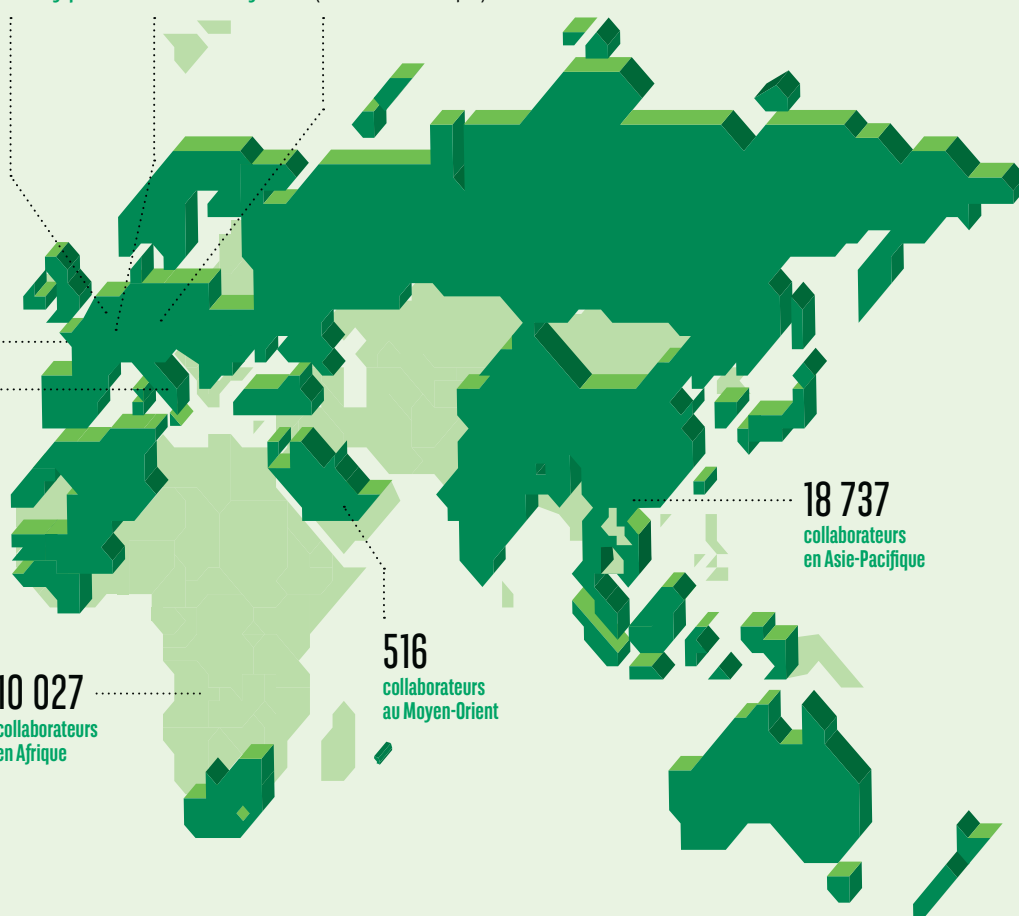 18 737
collaborateurs
en Asie-Pacifique
516
collaborateurs
au Moyen-Orient
10 027
collaborateurs
en Afrique